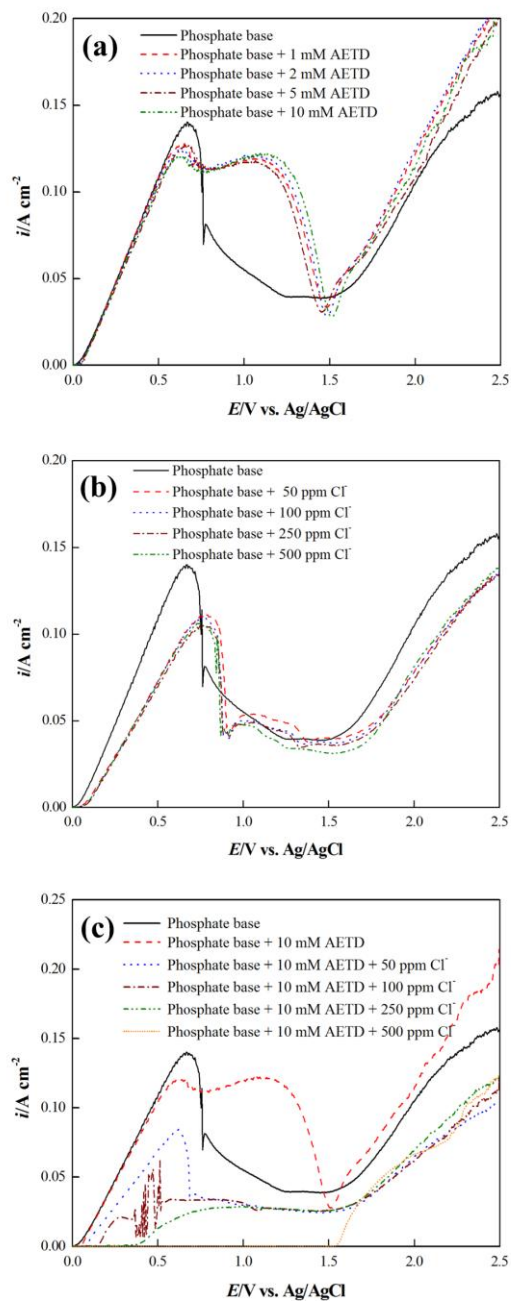 (a)
Phosphate base
Phosphate base + 1 mM AETD
Phosphate base + 2 mM AETD
Phosphate base + 5 mM AETD
Phosphate base + 10 mM AETD
0.20
0.15
0.10
0.05
0.00
i/A cm⁻²
0.0 0.5 1.0 1.5 2.0 2.5
E/V vs. Ag/AgCl
(b)
Phosphate base
Phosphate base + 50 ppm Cl⁻
Phosphate base + 100 ppm Cl⁻
Phosphate base + 250 ppm Cl⁻
Phosphate base + 500 ppm Cl⁻
0.20
0.15
0.10
0.05
0.00
i/A cm⁻²
0.0 0.5 1.0 1.5 2.0 2.5
E/V vs. Ag/AgCl
(c)
Phosphate base
Phosphate base + 10 mM AETD
Phosphate base + 10 mM AETD + 50 ppm Cl⁻
Phosphate base + 10 mM AETD + 100 ppm Cl⁻
Phosphate base + 10 mM AETD + 250 ppm Cl⁻
Phosphate base + 10 mM AETD + 500 ppm Cl⁻
0.25
0.20
0.15
0.10
0.05
0.00
i/A cm⁻²
0.0 0.5 1.0 1.5 2.0 2.5
E/V vs. Ag/AgCl